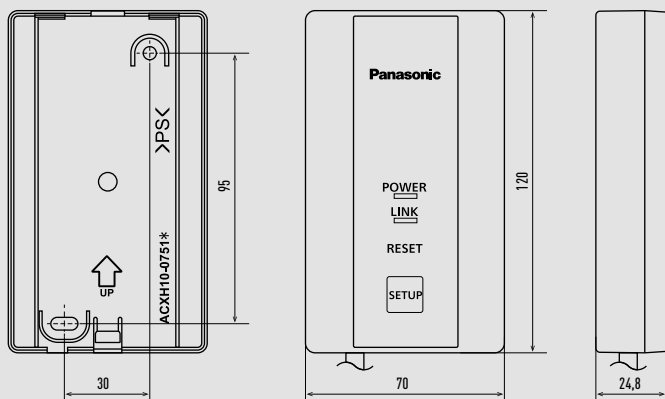 >PS<
95
UP
ACXH10-0751*
30
Panasonic
POWER
LINK
RESET
SETUP
120
70
24,8